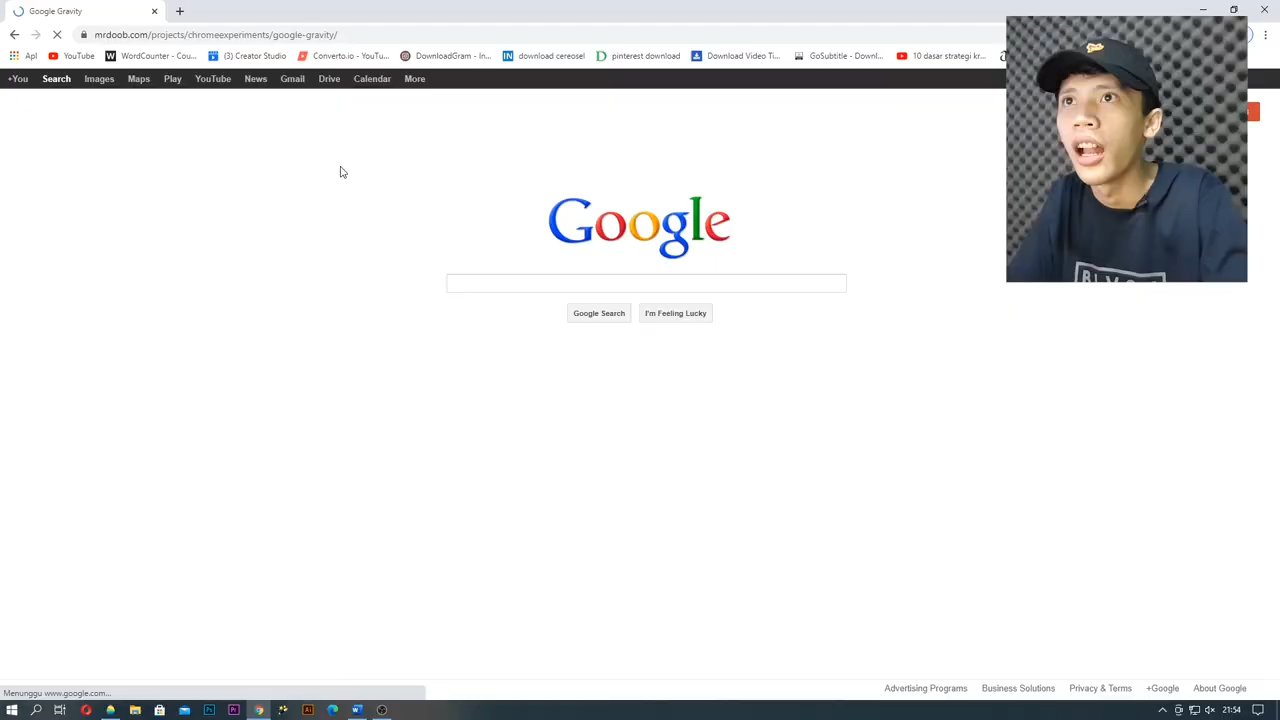 Google Gravity
mrdoob.com/projects/chromeexperiments/google-gravity/
Apl YouTube WordCounter - Cou... (3) Creator Studio Converto.io - YouTu... DownloadGram - In... download cereosel pinterest download Download Video Ti... GoSubtitle - Downl... 10 dasar strategi kr...
+You Search Images Maps Play YouTube News Gmail Drive Calendar More
Google
Google Search I'm Feeling Lucky
Menunggu www.google.com...
Advertising Programs Business Solutions Privacy & Terms +Google About Google
21:54